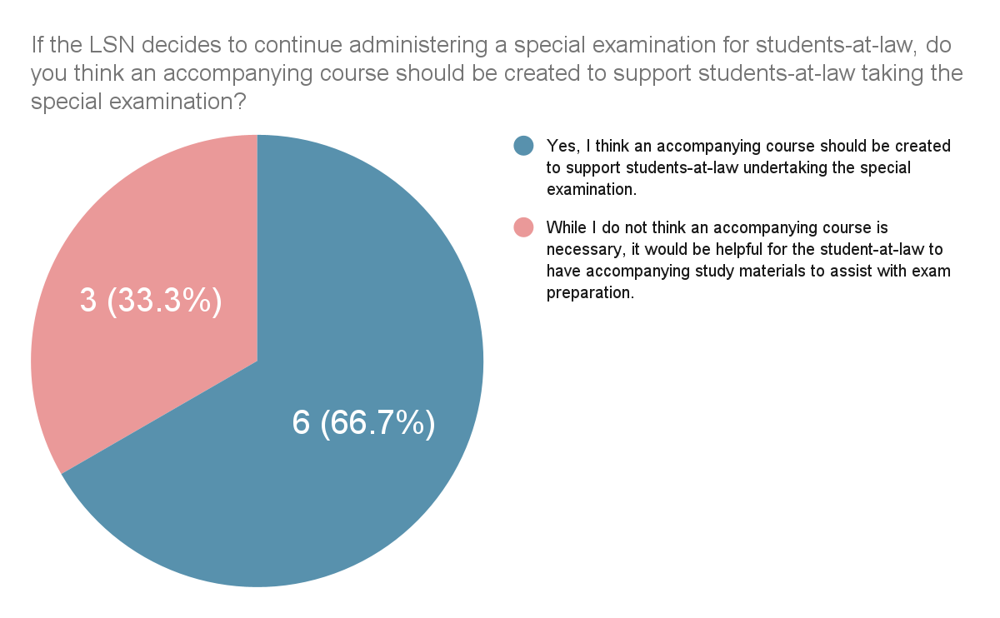 If the LSN decides to continue administering a special examination for students-at-law, do
you think an accompanying course should be created to support students-at-law taking the
special examination?
Yes, I think an accompanying course should be created
to support students-at-law undertaking the special
examination.
While I do not think an accompanying course is
necessary, it would be helpful for the student-at-law to
have accompanying study materials to assist with exam
preparation.
3 (33.3%)
6 (66.7%)